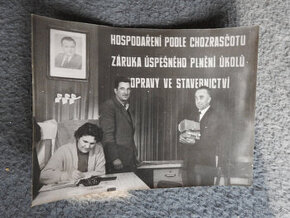 HOSPODAŘENÍ PODLE CHOZRASČOTU
ZÁRUKA ÚSPĚŠNÉHO PLNĚNÍ ÚKOLŮ
OPRAVY VE STAVEBNICTVÍ